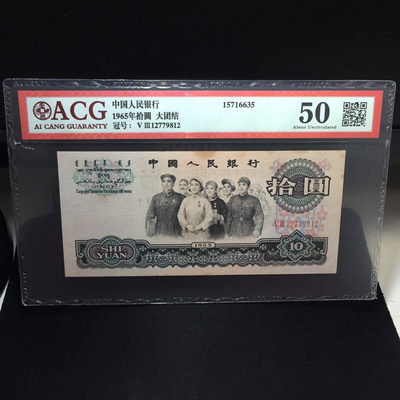 ACG
AI CANG GUARANTY
中国人民银行
1965年拾圆 大团结
冠号: VⅢ12779812
15716635
50
About Uncirculated
中國人民銀行
拾圓
VⅢ12779812
SHI
YUAN
1965
10